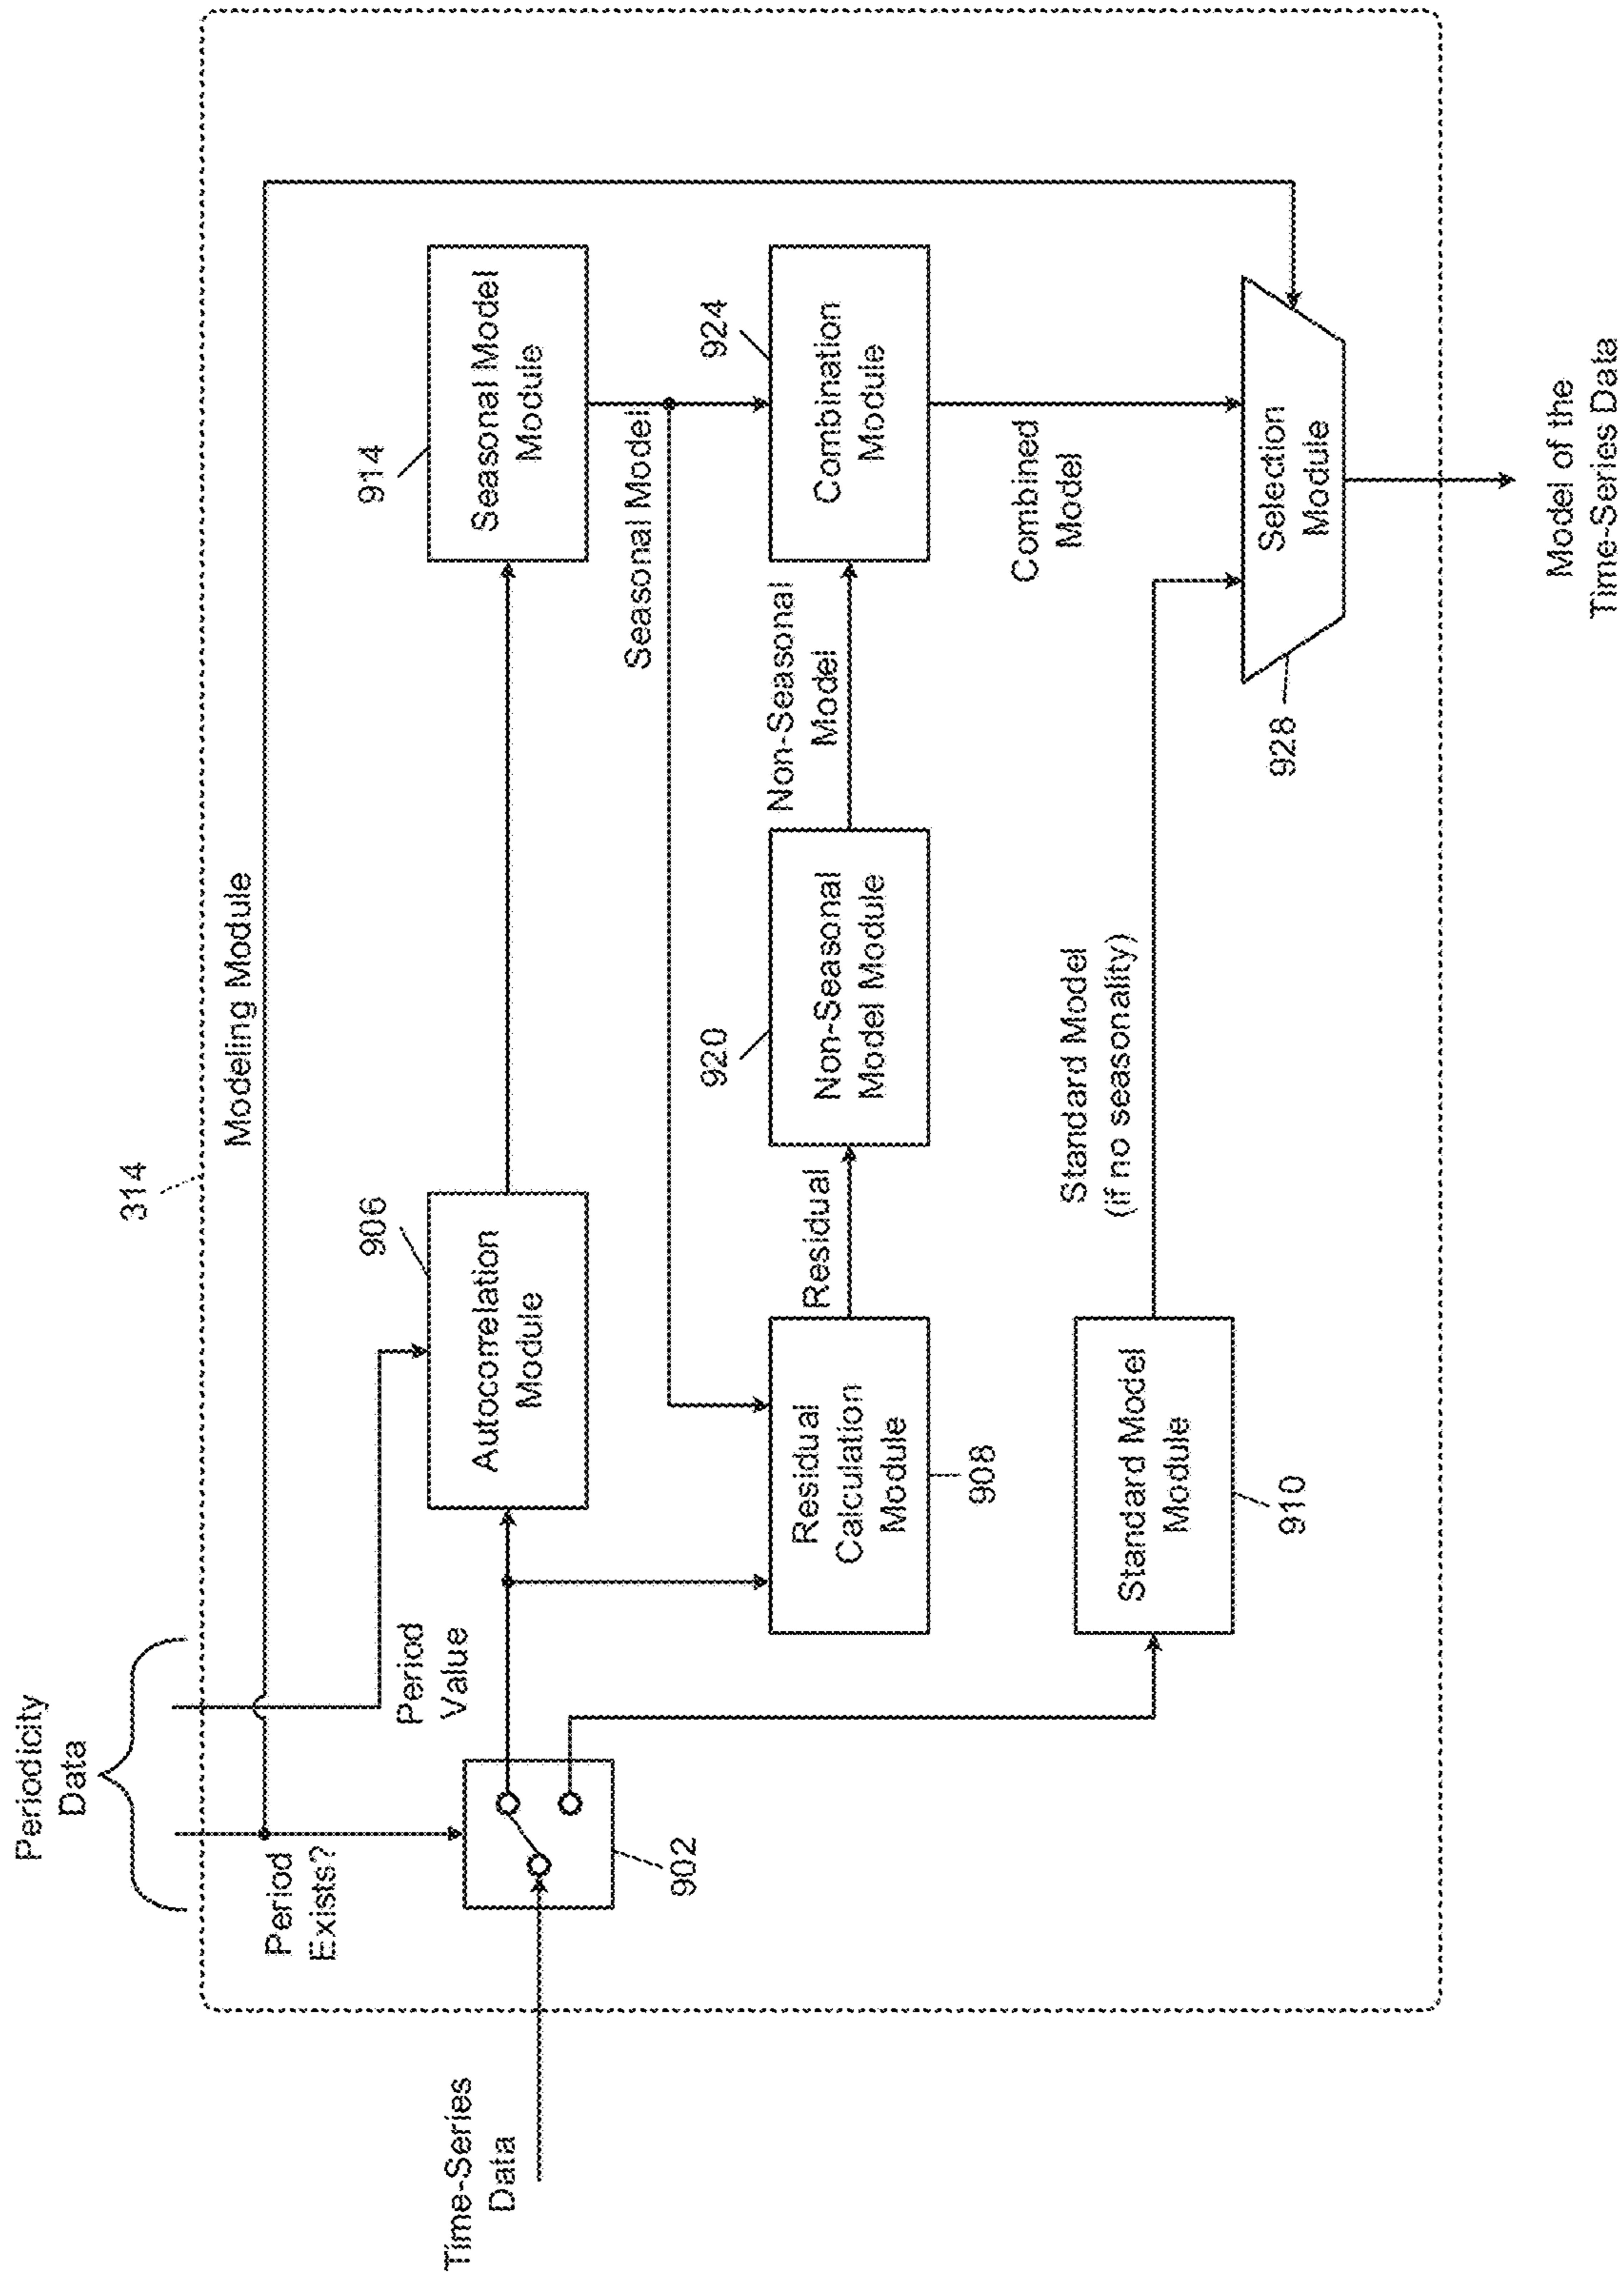 Periodicity
Data
314
Modeling Module
Period
Exists?
Period
Value
906
Autocorrelation
Module
914
Seasonal Model
Module
Time-Series
Data
902
Seasonal Model
Residual
Calculation
Module
908
Residual
920
Non-Seasonal
Model Module
Non-Seasonal
Model
924
Combination
Module
Combined
Model
Standard Model
Module
910
Standard Model
(if no seasonality)
928
Selection
Module
Model of the
Time-Series Data